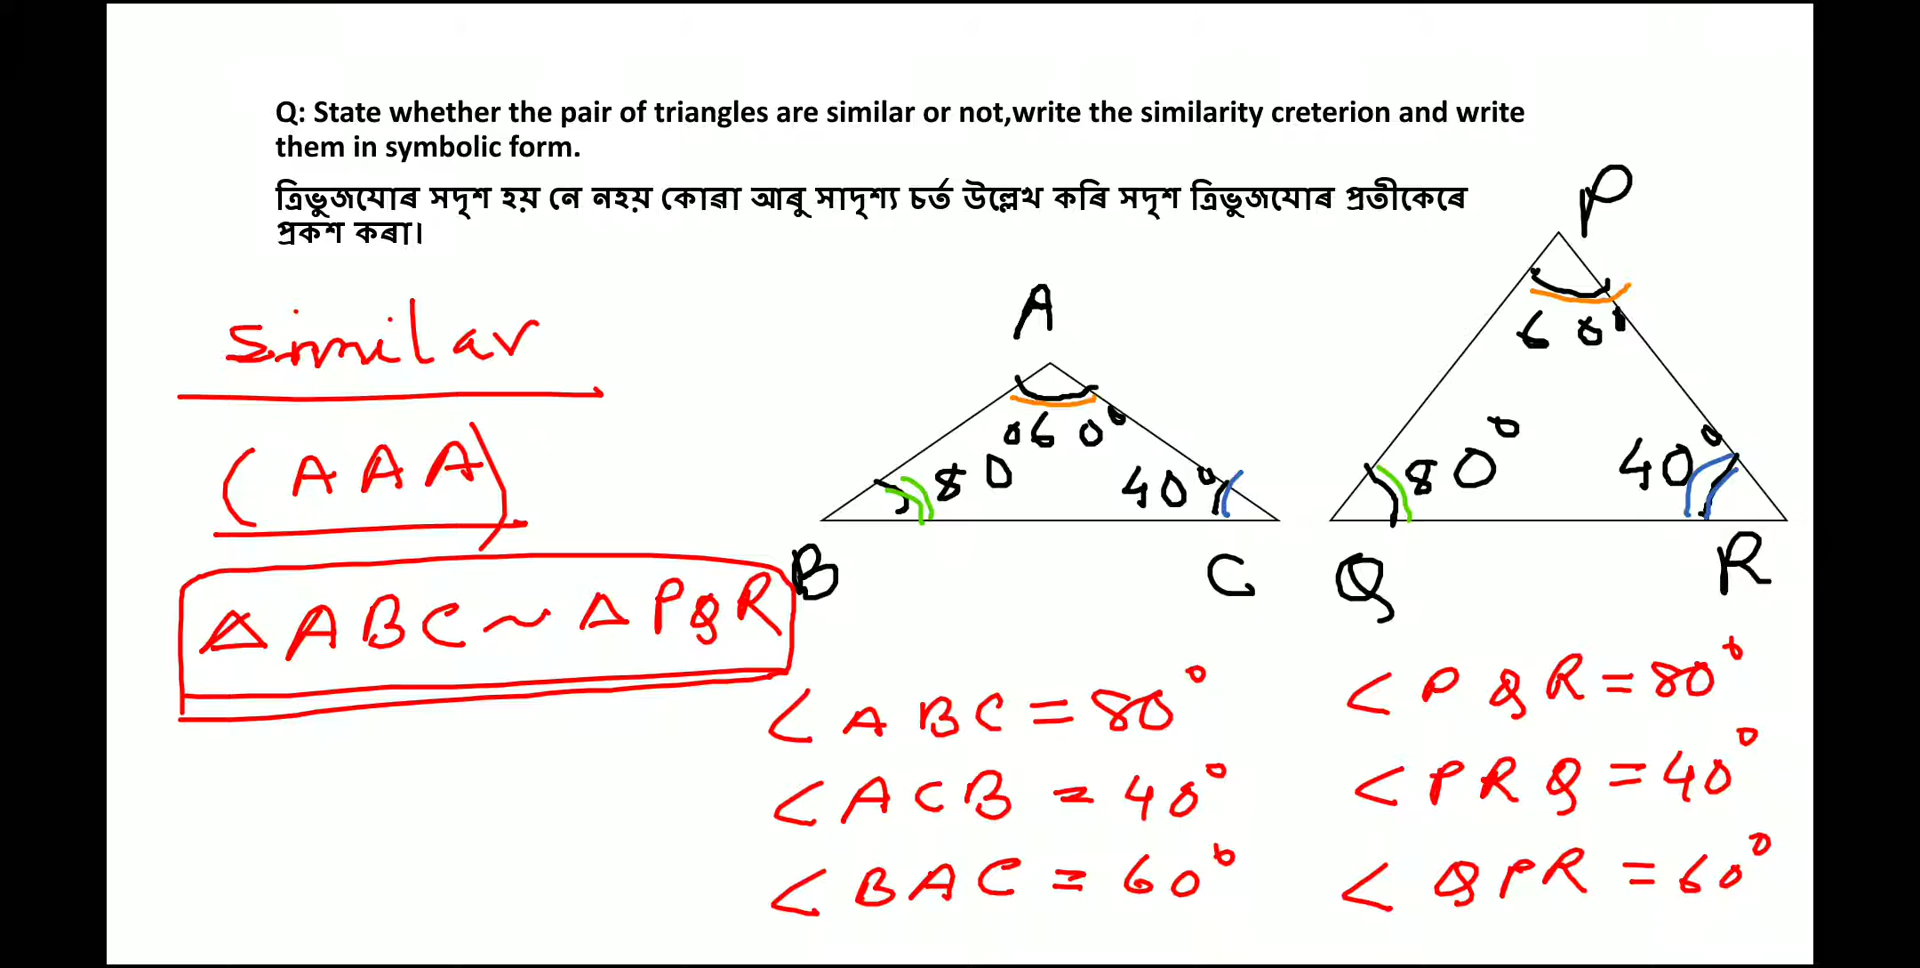 Q: State whether the pair of triangles are similar or not,write the similarity creterion and write
them in symbolic form.
ত্ৰিভুজযোৰ সদৃশ হয় নে নহয় কোৱা আৰু সাদৃশ্য চৰ্ত উল্লেখ কৰি সদৃশ ত্ৰিভুজযোৰ প্ৰতীকেৰে
প্ৰকশ কৰা।
similar
(AAA)
△ABC ~ △PQR
A
60°
80°
40°
B
C
P
60°
80°
40°
Q
R
<ABC = 80°
<ACB = 40°
<BAC = 60°
<PQR = 80°
<PRQ = 40°
<QPR = 60°